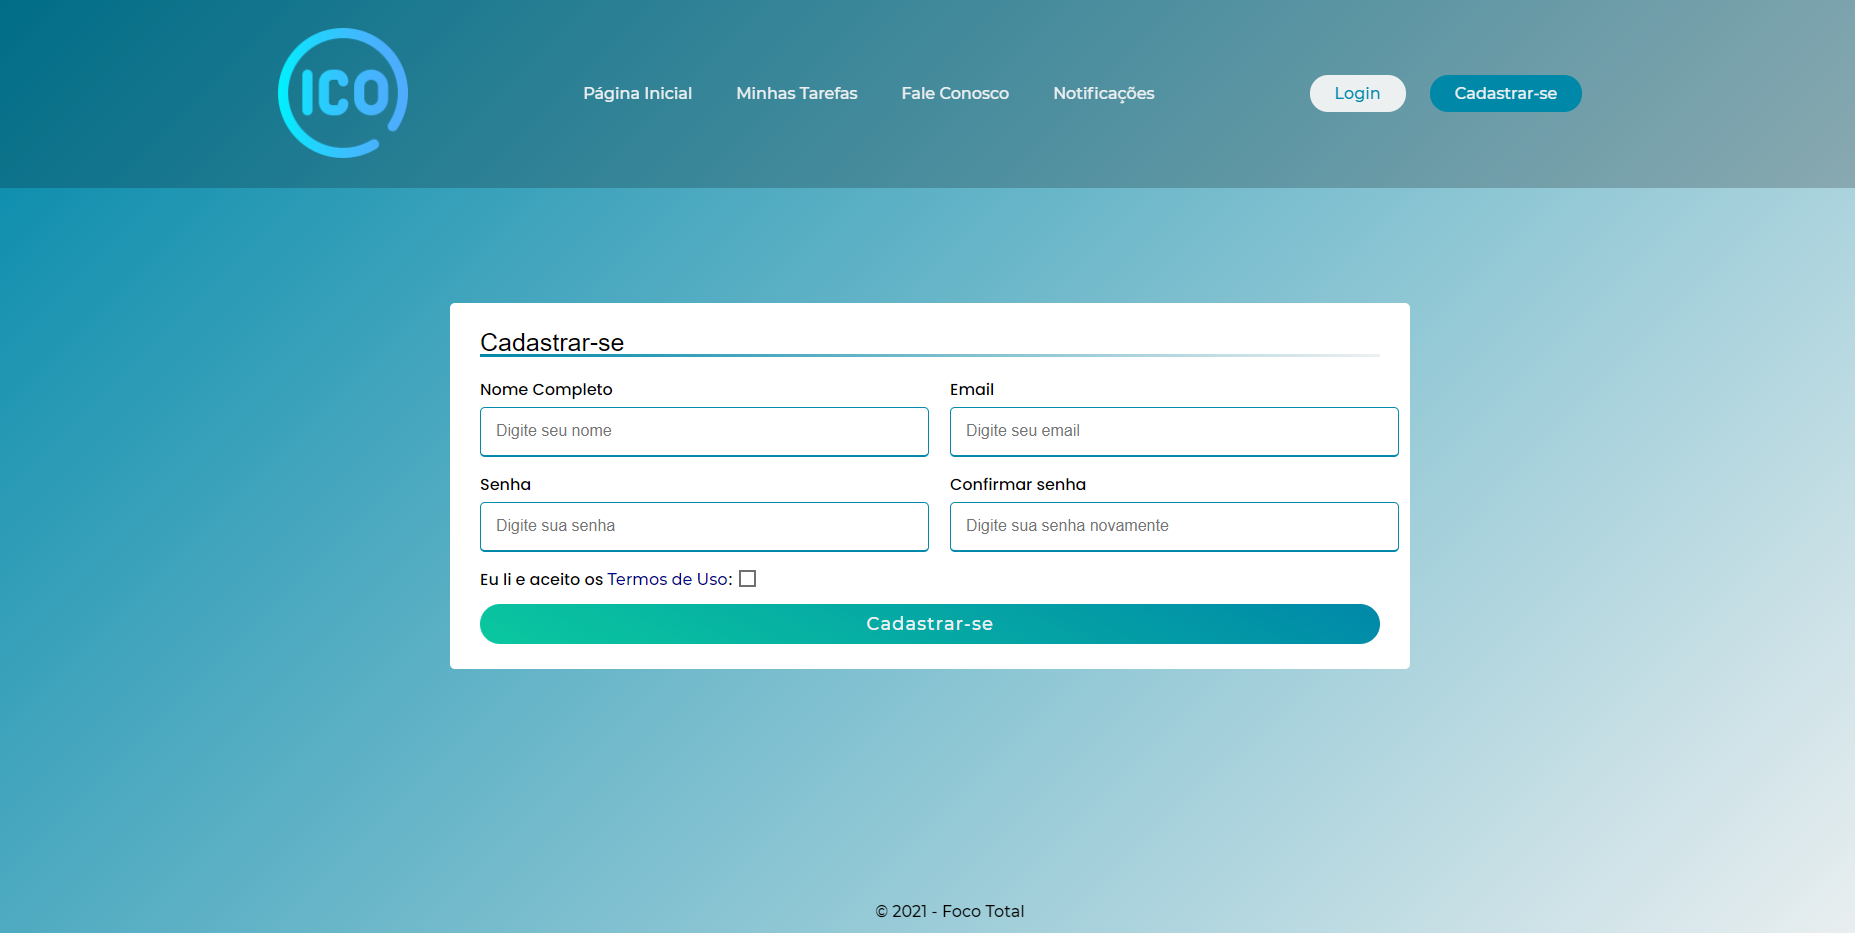 ICO
Página Inicial Minhas Tarefas Fale Conosco Notificações Login Cadastrar-se
Cadastrar-se
Nome Completo Email
Digite seu nome Digite seu email
Senha Confirmar senha
Digite sua senha Digite sua senha novamente
Eu li e aceito os Termos de Uso:
Cadastrar-se
© 2021 - Foco Total